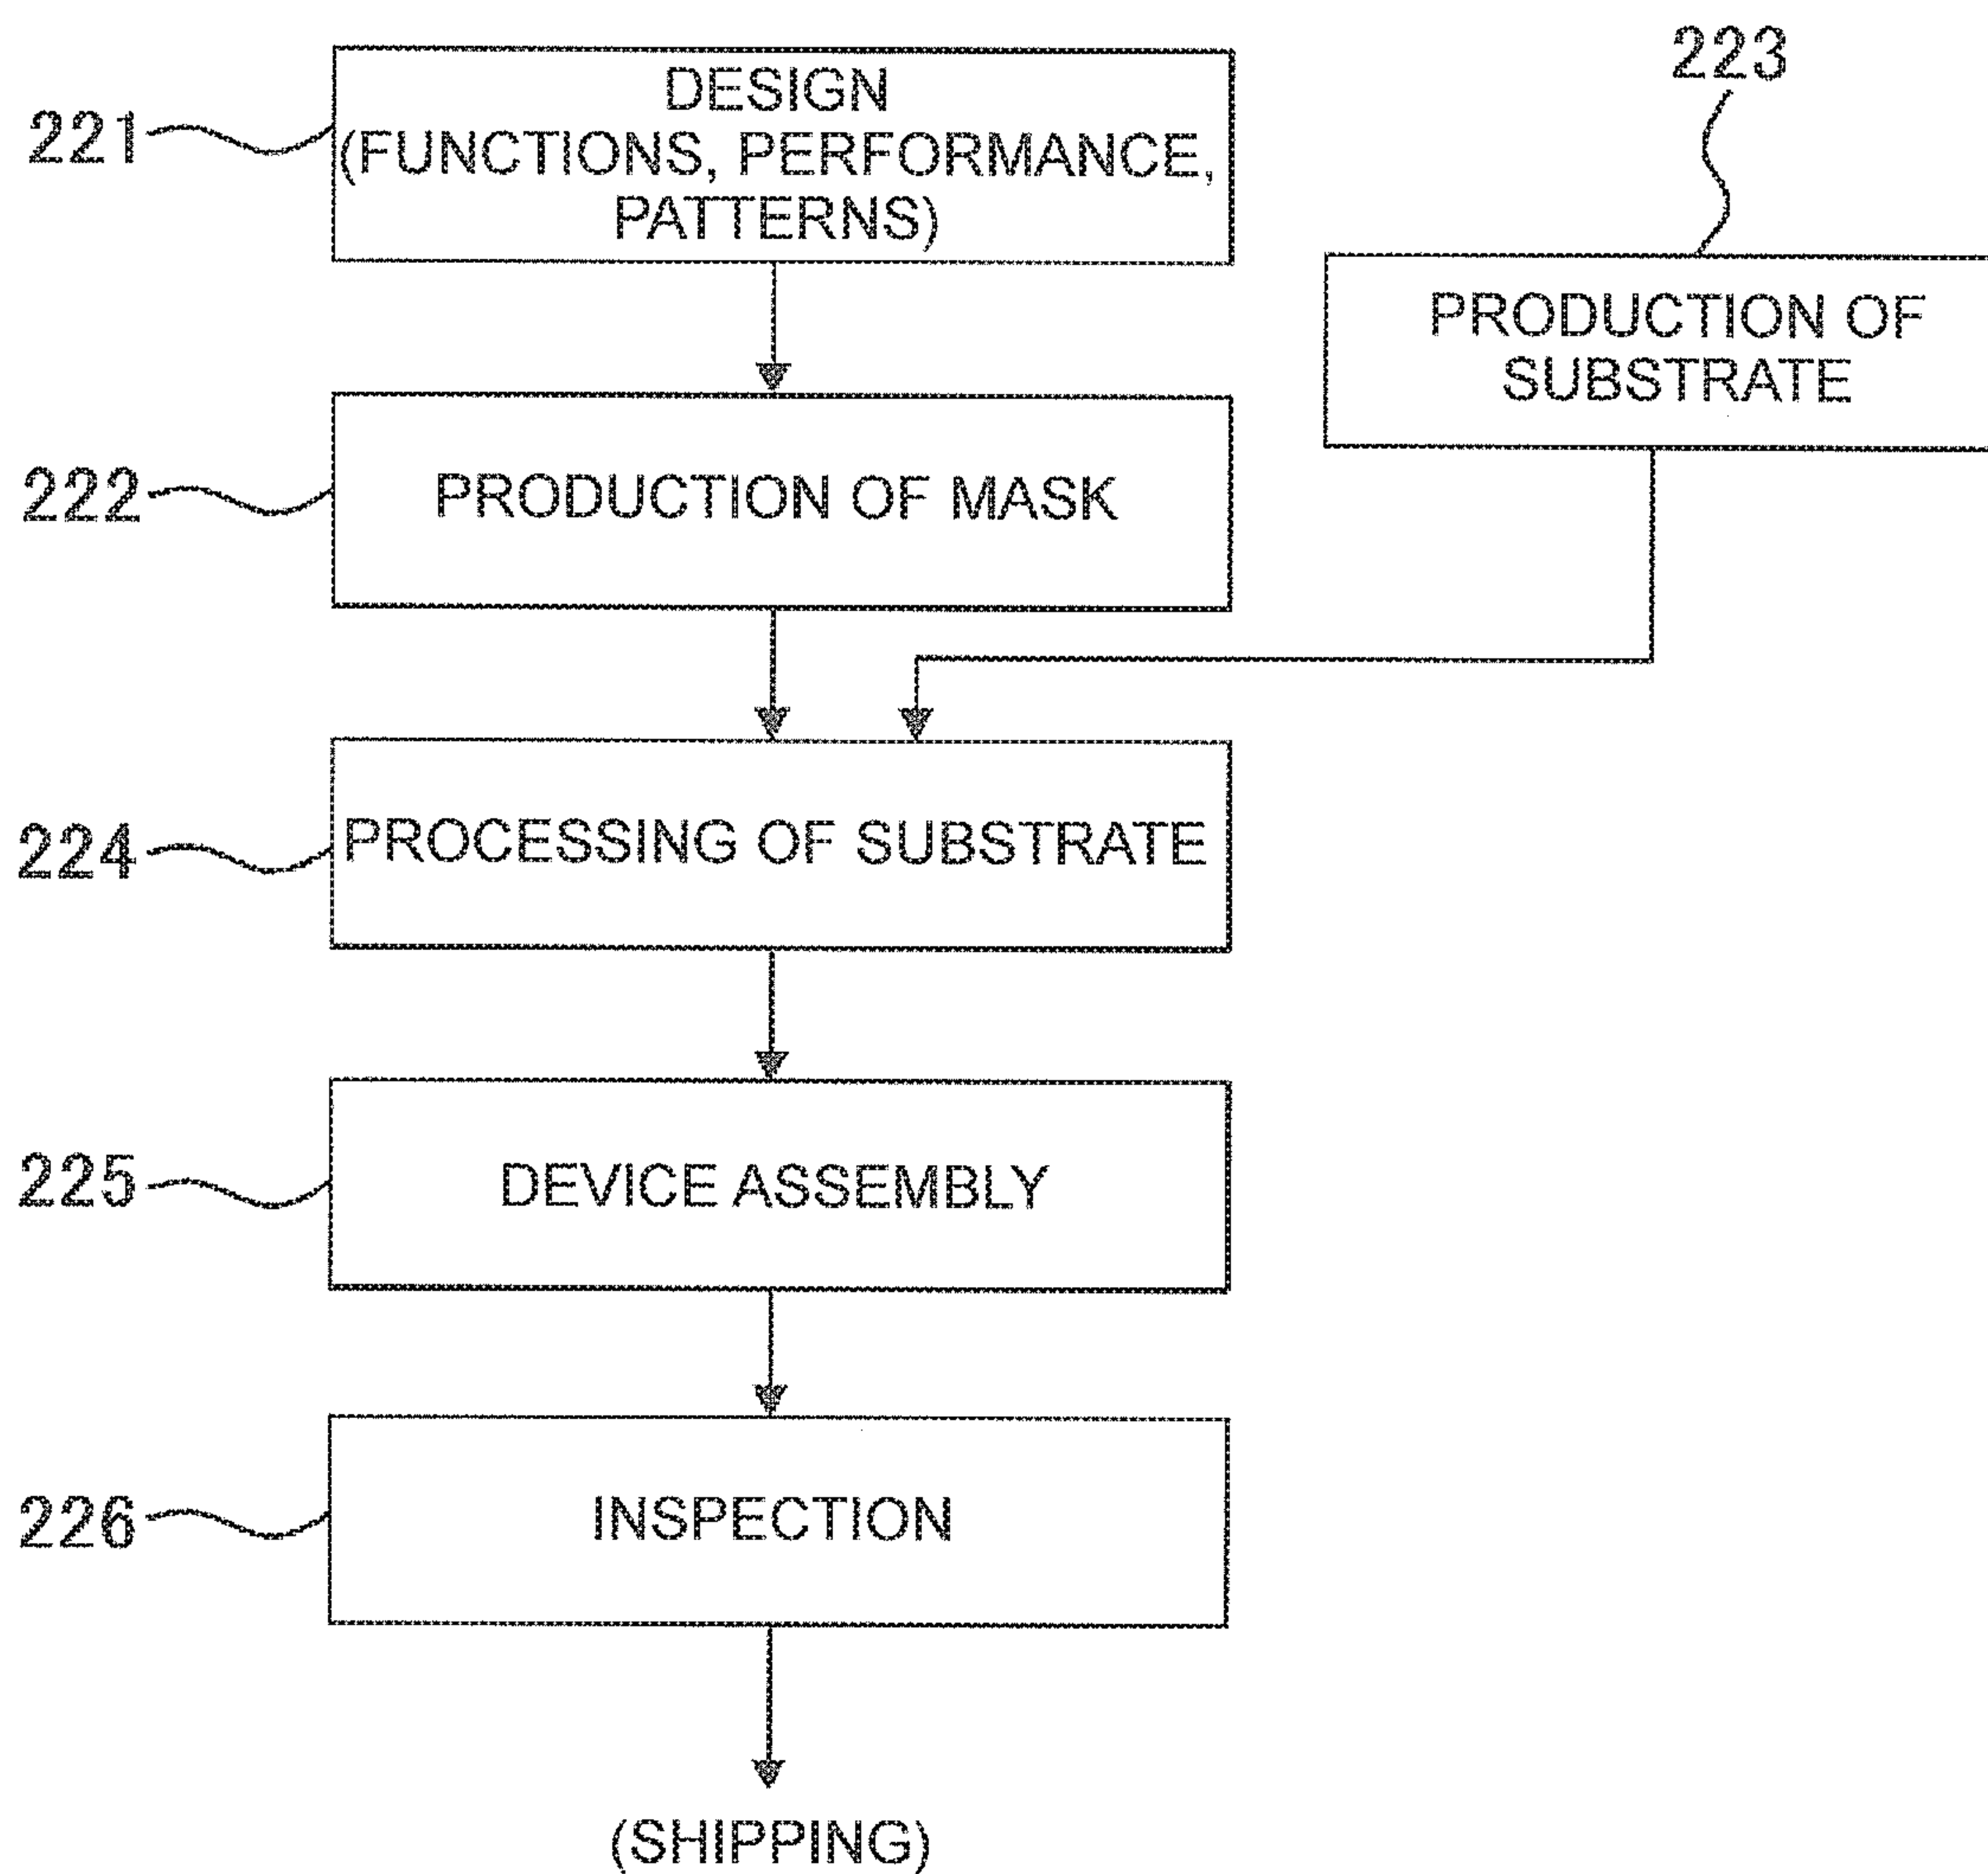 221
DESIGN
(FUNCTIONS, PERFORMANCE,
PATTERNS)
223
PRODUCTION OF
SUBSTRATE
222
PRODUCTION OF MASK
224
PROCESSING OF SUBSTRATE
225
DEVICE ASSEMBLY
226
INSPECTION
(SHIPPING)